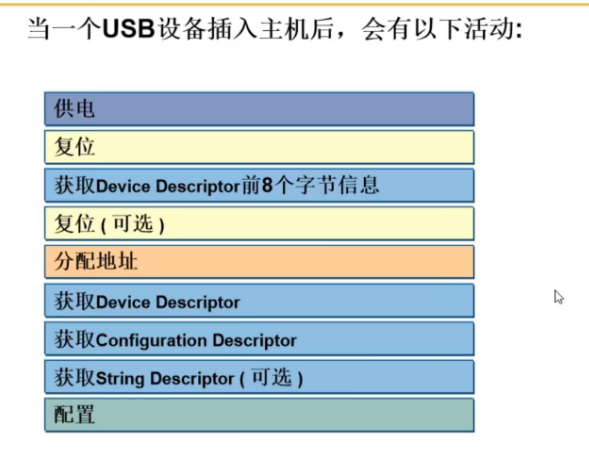 当一个USB设备插入主机后，会有以下活动:
供电
复位
获取Device Descriptor前8个字节信息
复位 ( 可选 )
分配地址
获取Device Descriptor
获取Configuration Descriptor
获取String Descriptor ( 可选 )
配置